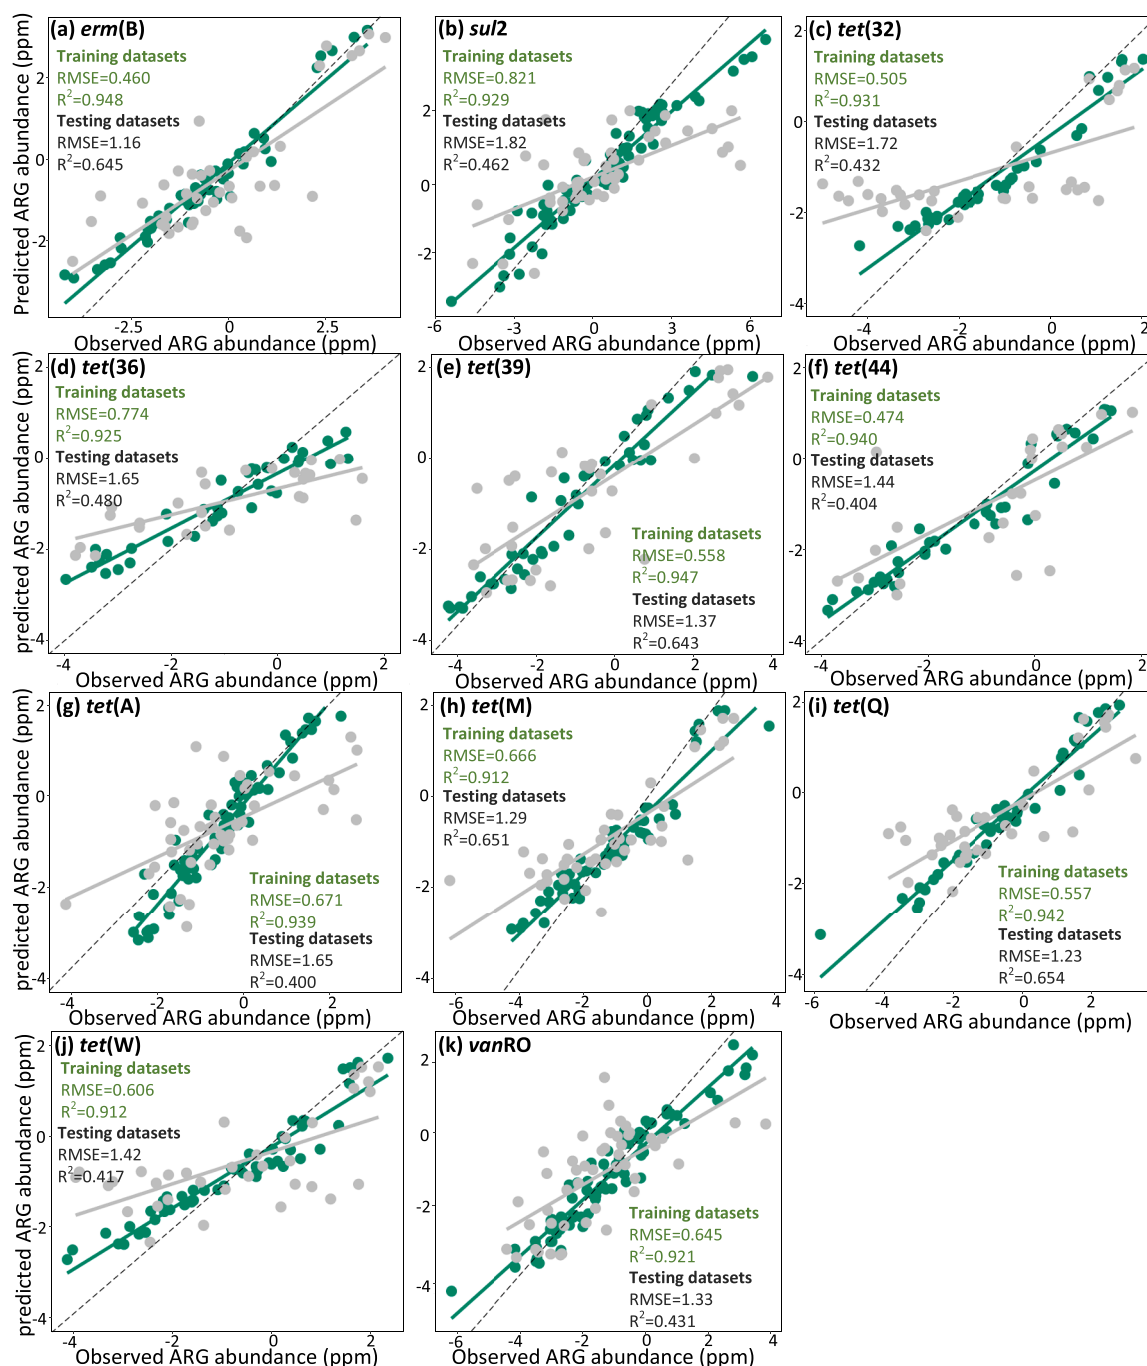 (a) erm(B)
Training datasets
RMSE=0.460
R²=0.948
Testing datasets
RMSE=1.16
R²=0.645
Predicted ARG abundance (ppm)
2
0
-2
-2.5
0
2.5
Observed ARG abundance (ppm)
(b) sul2
Training datasets
RMSE=0.821
R²=0.929
Testing datasets
RMSE=1.82
R²=0.462
2
0
-2
-6
-3
0
3
6
Observed ARG abundance (ppm)
(c) tet(32)
Training datasets
RMSE=0.505
R²=0.931
Testing datasets
RMSE=1.72
R²=0.432
2
0
-2
-4
-4
-2
0
2
Observed ARG abundance (ppm)
(d) tet(36)
Training datasets
RMSE=0.774
R²=0.925
Testing datasets
RMSE=1.65
R²=0.480
predicted ARG abundance (ppm)
2
0
-2
-4
-4
-2
0
2
Observed ARG abundance (ppm)
(e) tet(39)
Training datasets
RMSE=0.558
R²=0.947
Testing datasets
RMSE=1.37
R²=0.643
2
0
-2
-4
-4
-2
0
2
4
Observed ARG abundance (ppm)
(f) tet(44)
Training datasets
RMSE=0.474
R²=0.940
Testing datasets
RMSE=1.44
R²=0.404
2
0
-2
-4
-4
-2
0
2
Observed ARG abundance (ppm)
(g) tet(A)
Training datasets
RMSE=0.671
R²=0.939
Testing datasets
RMSE=1.65
R²=0.400
predicted ARG abundance (ppm)
2
0
-2
-4
-4
-2
0
2
Observed ARG abundance (ppm)
(h) tet(M)
Training datasets
RMSE=0.666
R²=0.912
Testing datasets
RMSE=1.29
R²=0.651
2
0
-2
-4
-6
-4
-2
0
2
4
Observed ARG abundance (ppm)
(i) tet(Q)
Training datasets
RMSE=0.557
R²=0.942
Testing datasets
RMSE=1.23
R²=0.654
2
0
-2
-4
-6
-4
-2
0
2
Observed ARG abundance (ppm)
(j) tet(W)
Training datasets
RMSE=0.606
R²=0.912
Testing datasets
RMSE=1.42
R²=0.417
predicted ARG abundance (ppm)
2
0
-2
-4
-4
-2
0
2
Observed ARG abundance (ppm)
(k) vanRO
Training datasets
RMSE=0.645
R²=0.921
Testing datasets
RMSE=1.33
R²=0.431
2
0
-2
-4
-6
-4
-2
0
2
4
Observed ARG abundance (ppm)